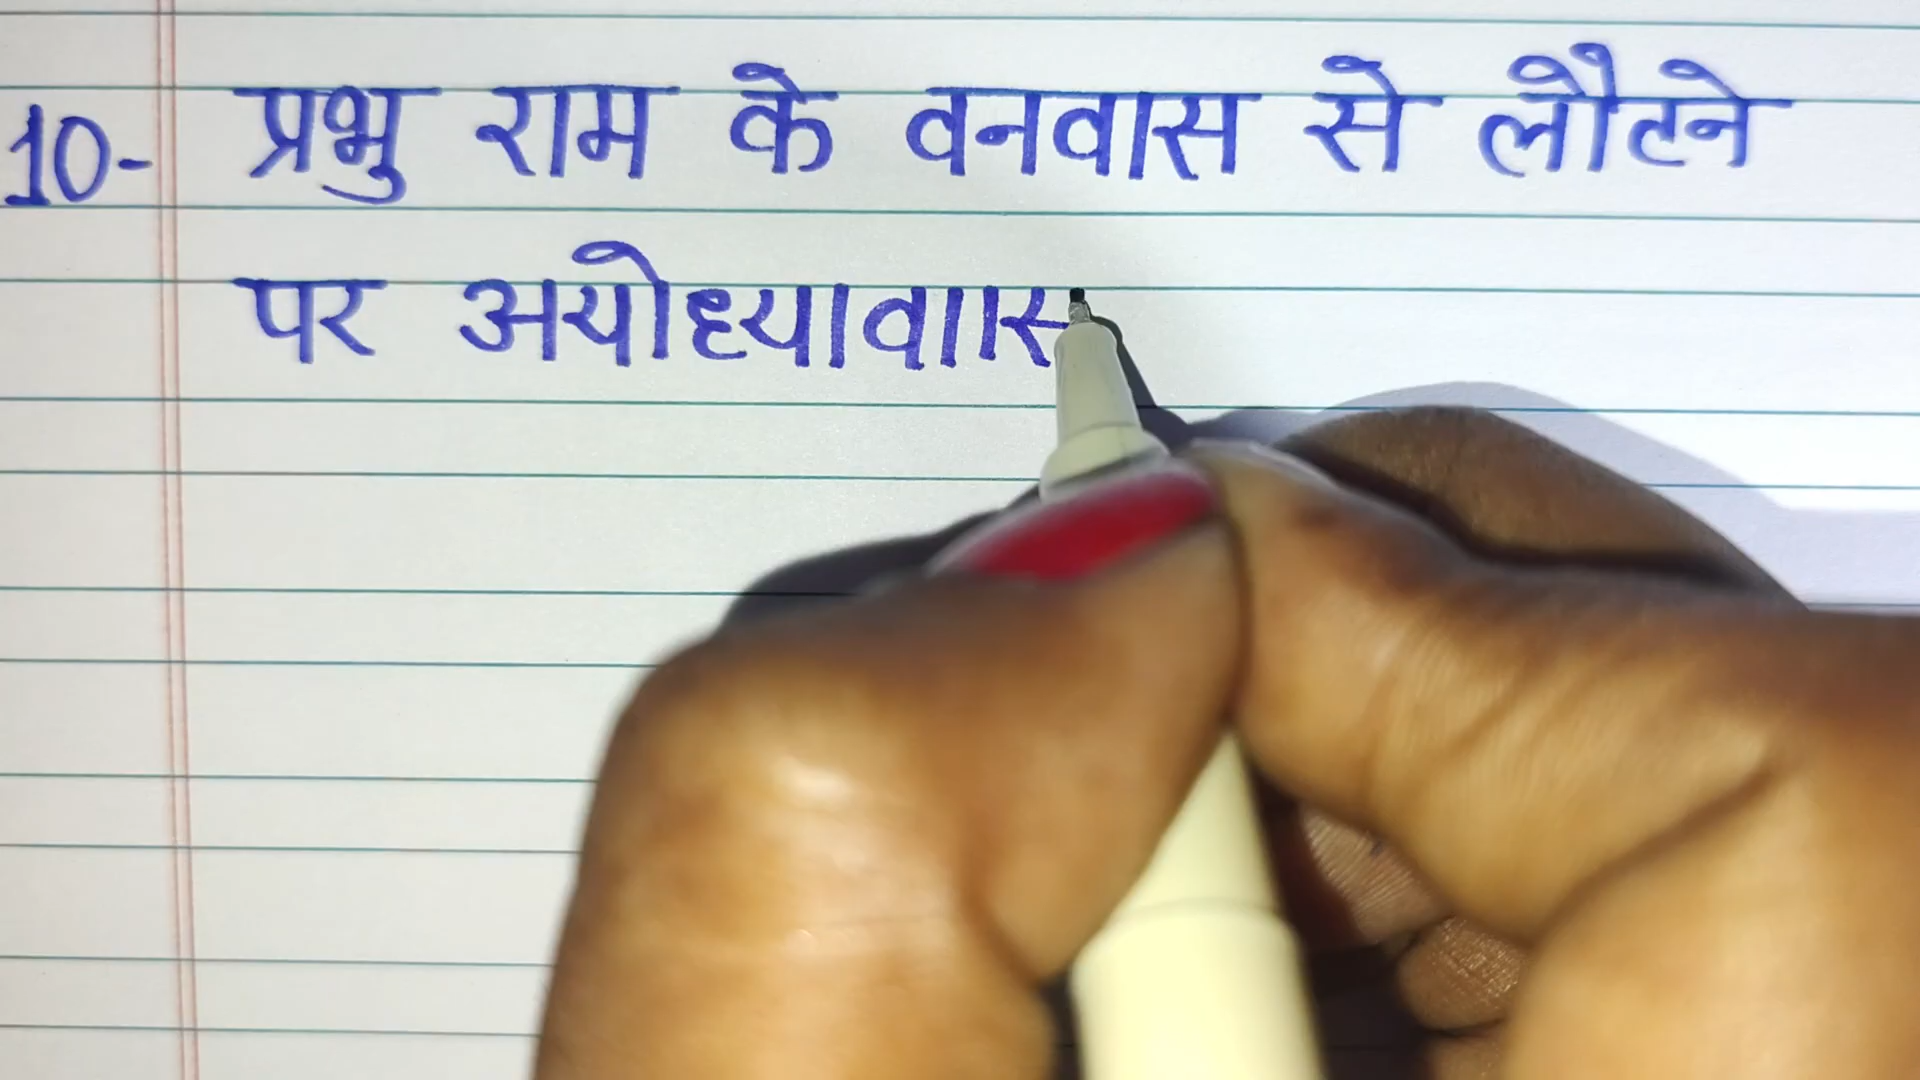 10- प्रभु राम के वनवास से लौटने
पर अयोध्यावाास